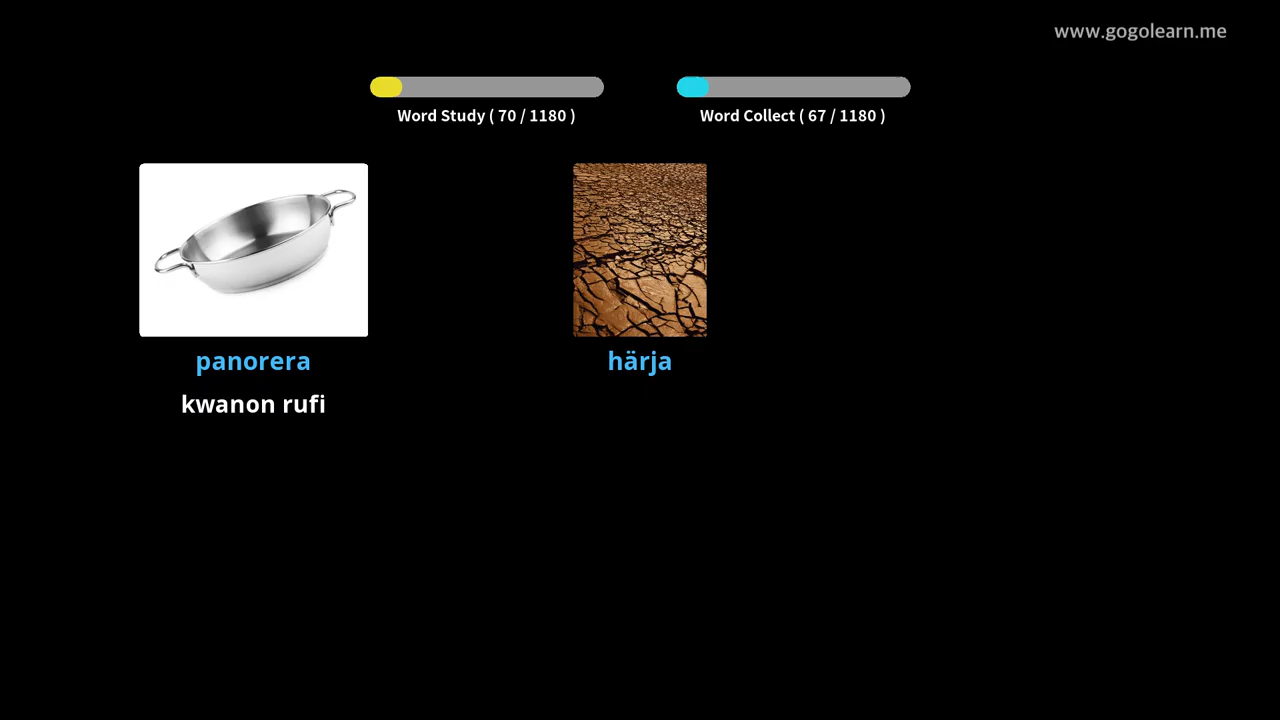 www.gogolearn.me
Word Study ( 70 / 1180 )
Word Collect ( 67 / 1180 )
panorera
härja
kwanon rufi